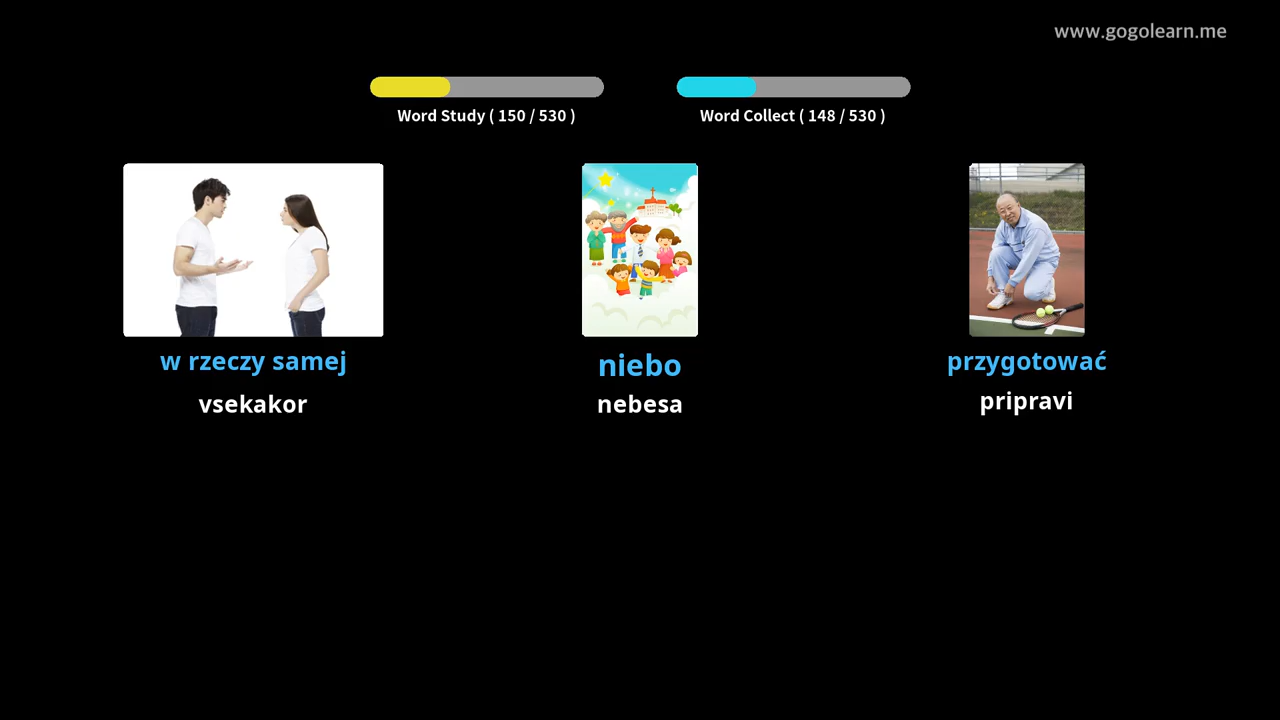 www.gogolearn.me
Word Study ( 150 / 530 )
Word Collect ( 148 / 530 )
w rzeczy samej
niebo
przygotować
vsekakor
nebesa
pripravi